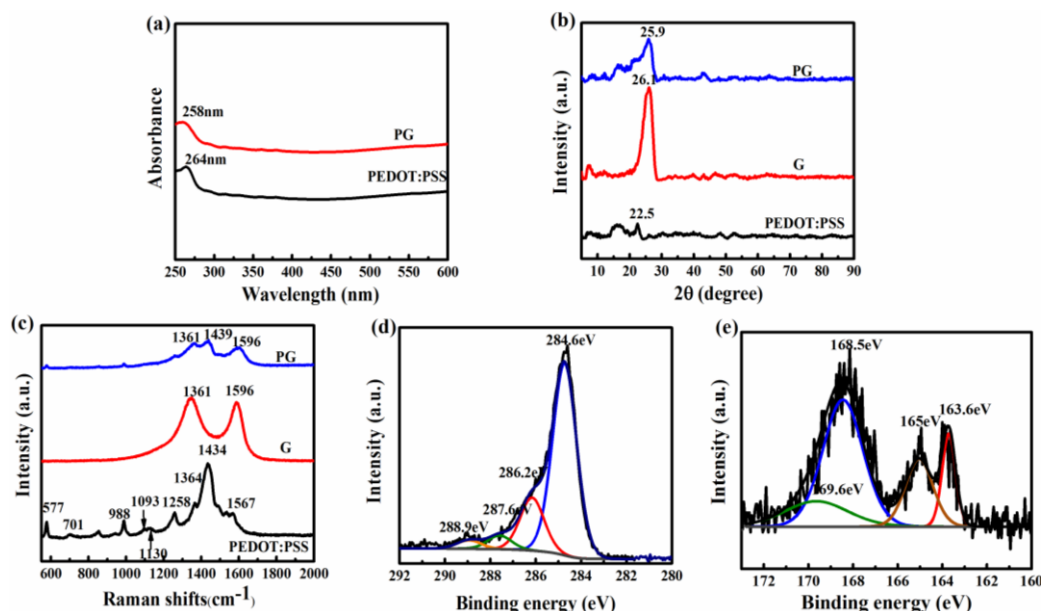 (a)
258nm
PG
264nm
PEDOT:PSS
Absorbance
250 300 350 400 450 500 550 600
Wavelength (nm)
(b)
25.9
PG
26.1
G
22.5
PEDOT:PSS
Intensity (a.u.)
10 20 30 40 50 60 70 80 90
2θ (degree)
(c)
1361 1439 1596
PG
1361 1596
G
1434
1364
577 701 988 1093 1258 1567
1130
PEDOT:PSS
Intensity (a.u.)
600 800 1000 1200 1400 1600 1800 2000
Raman shifts(cm-1)
(d)
284.6eV
286.2eV
287.6eV
288.9eV
Intensity (a.u.)
292 290 288 286 284 282 280
Binding energy (eV)
(e)
168.5eV
165eV 163.6eV
169.6eV
Intensity (a.u.)
172 170 168 166 164 162 160
Binding energy (eV)